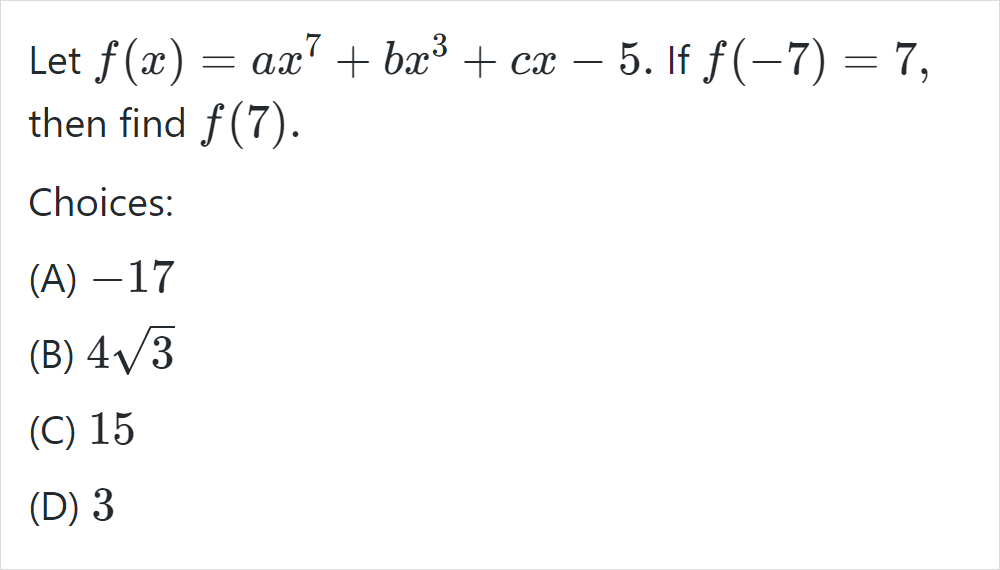 Let $f(x) = ax^7 + bx^3 + cx - 5$. If $f(-7) = 7$,
then find $f(7)$.
Choices:
(A) $-17$
(B) $4\sqrt{3}$
(C) $15$
(D) $3$